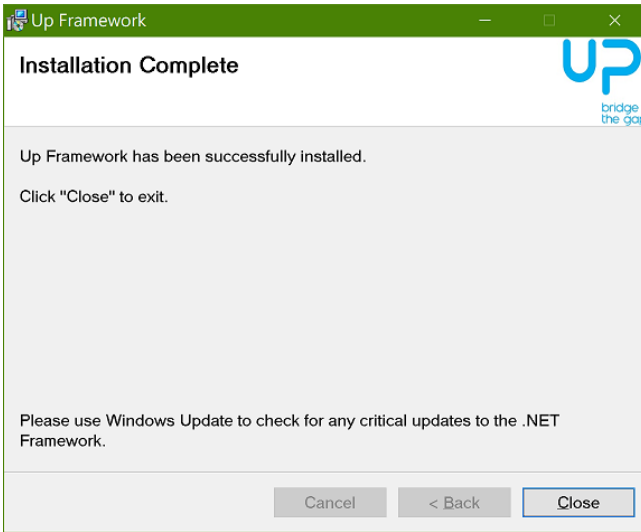 Up Framework
Installation Complete
UP
bridge
the gap
Up Framework has been successfully installed.
Click "Close" to exit.
Please use Windows Update to check for any critical updates to the .NET
Framework.
Cancel
< Back
Close